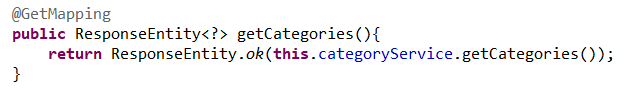 @GetMapping
public ResponseEntity<?> getCategories(){
    return ResponseEntity.ok(this.categoryService.getCategories());
}